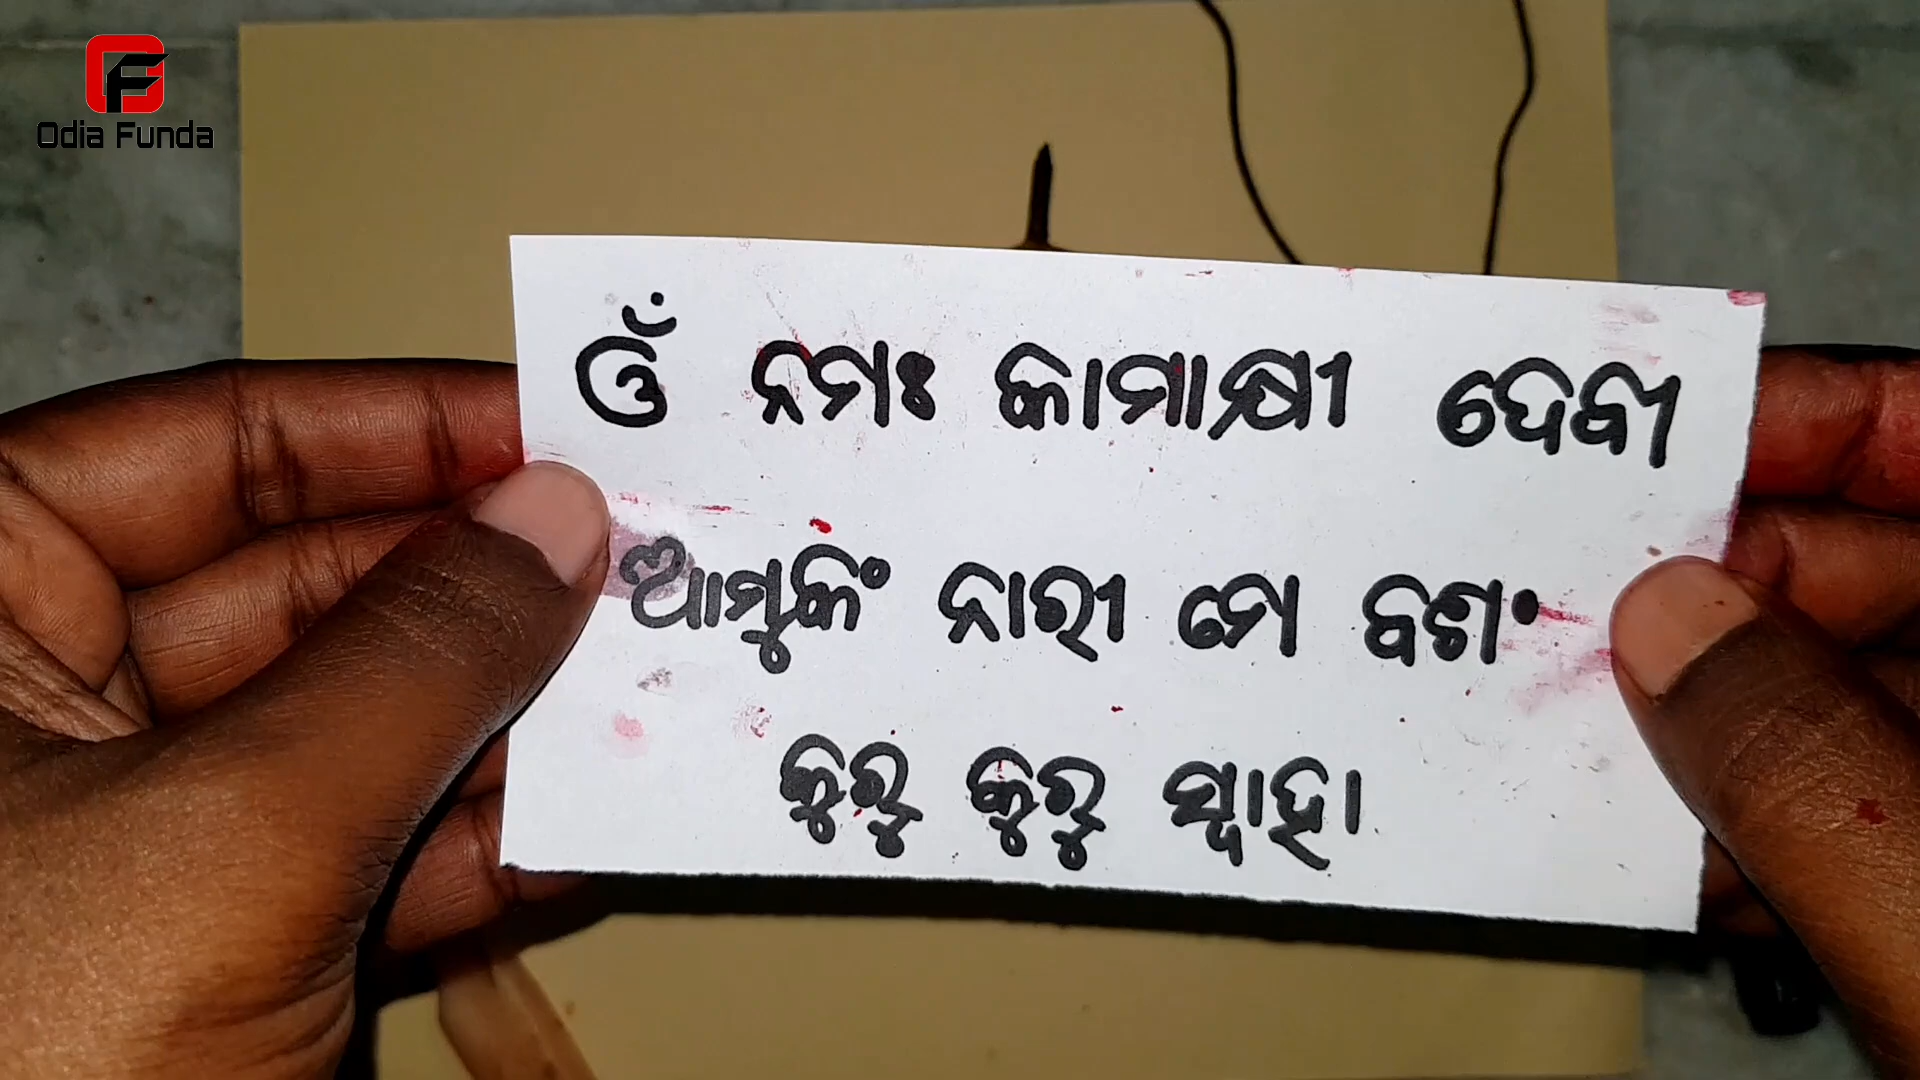 Odia Funda
ଓଁ ନମଃ କାମାକ୍ଷୀ ଦେବୀ
ଆମୁକିଂ ନାରୀ ମେ ବଶଂ
କୁରୁ କୁରୁ ସ୍ୱାହା